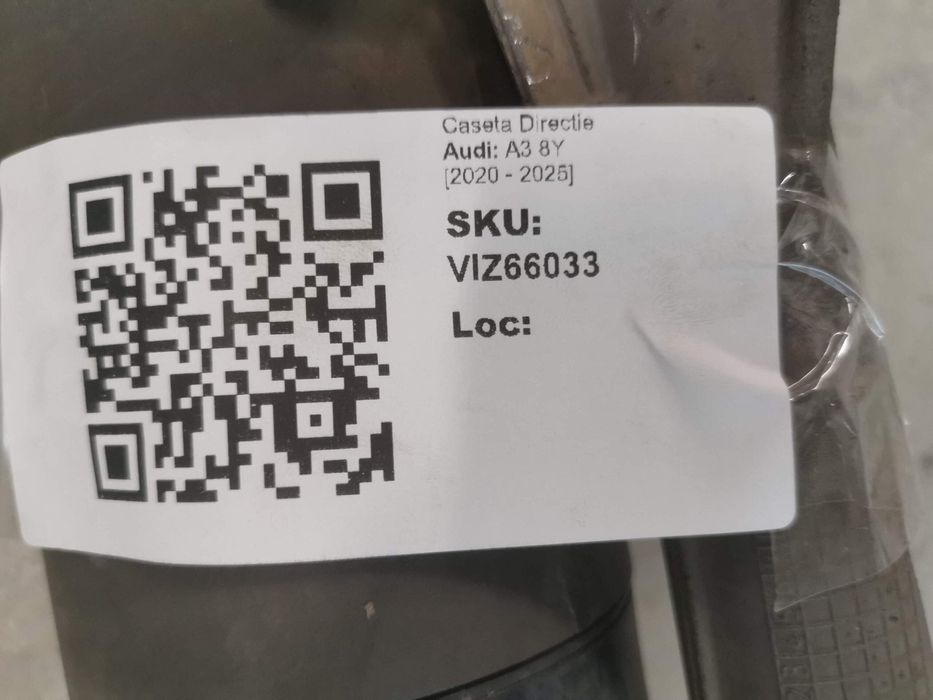 Caseta Directie
Audi: A3 8Y
[2020 - 2025]
SKU:
VIZ66033
Loc: